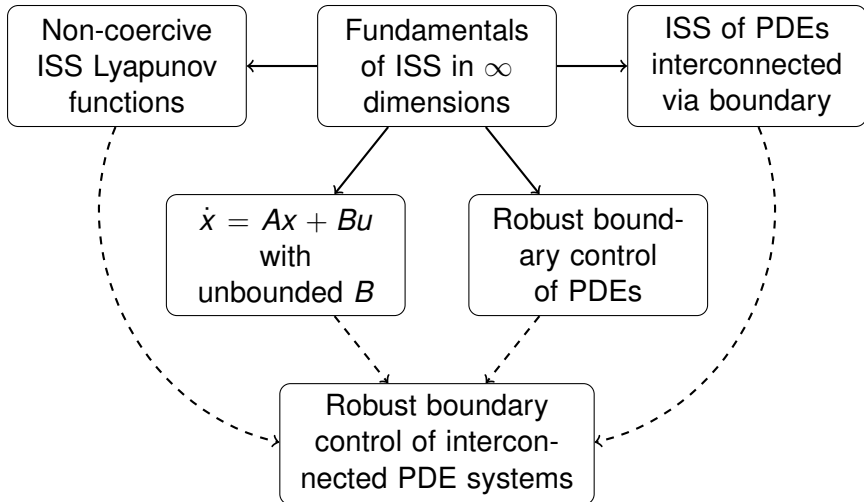 Non-coercive
ISS Lyapunov
functions
Fundamentals
of ISS in ∞
dimensions
ISS of PDEs
interconnected
via boundary
ẋ = Ax + Bu
with
unbounded B
Robust bound-
ary control
of PDEs
Robust boundary
control of intercon-
nected PDE systems